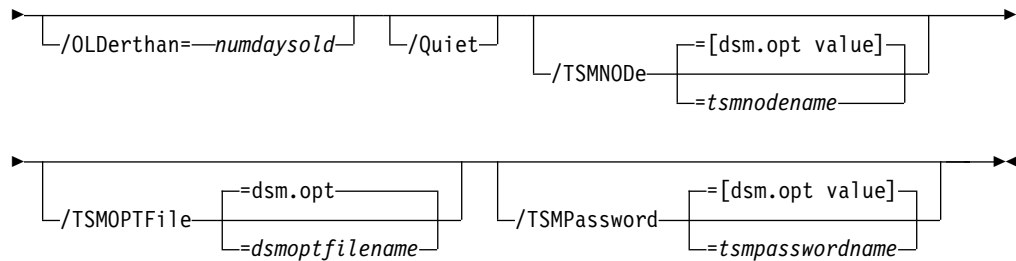 /OLDerthan= numdaysold /Quiet =[dsm.opt value]
/TSMNODe
=tsmnodename
=dsm.opt =[dsm.opt value]
/TSMOPTFile /TSMPassword
=dsmoptfilename =tsmpasswordname